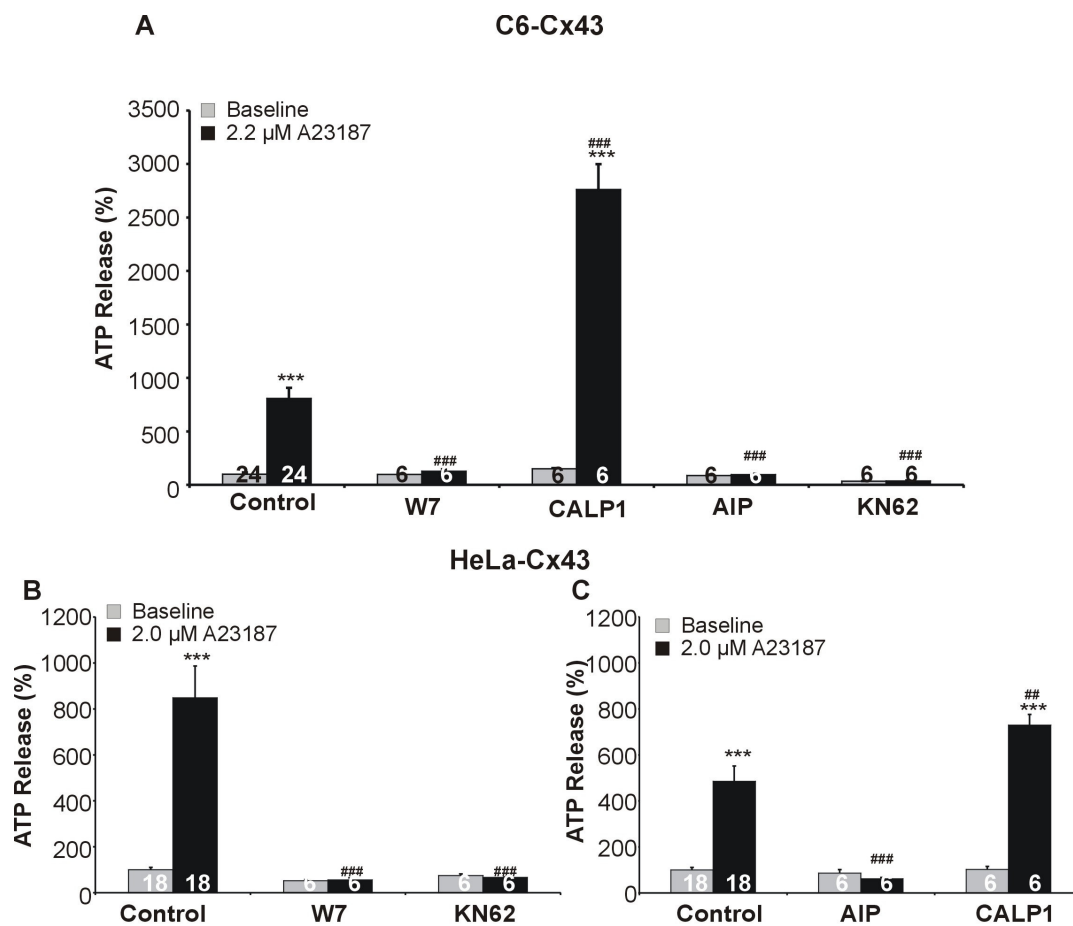 A
C6-Cx43
3500
3000
2500
2000
1500
1000
500
0
ATP Release (%)
Baseline
2.2 µM A23187
***
###
###
***
###
###
24 24 6 6 6 6 6 6 6 6
Control W7 CALP1 AIP KN62
HeLa-Cx43
B
1200
1000
800
600
400
200
0
ATP Release (%)
Baseline
2.0 µM A23187
***
###
###
18 18 6 6 6 6
Control W7 KN62
C
1200
1000
800
600
400
200
0
ATP Release (%)
Baseline
2.0 µM A23187
***
###
##
***
18 18 6 6 6 6
Control AIP CALP1